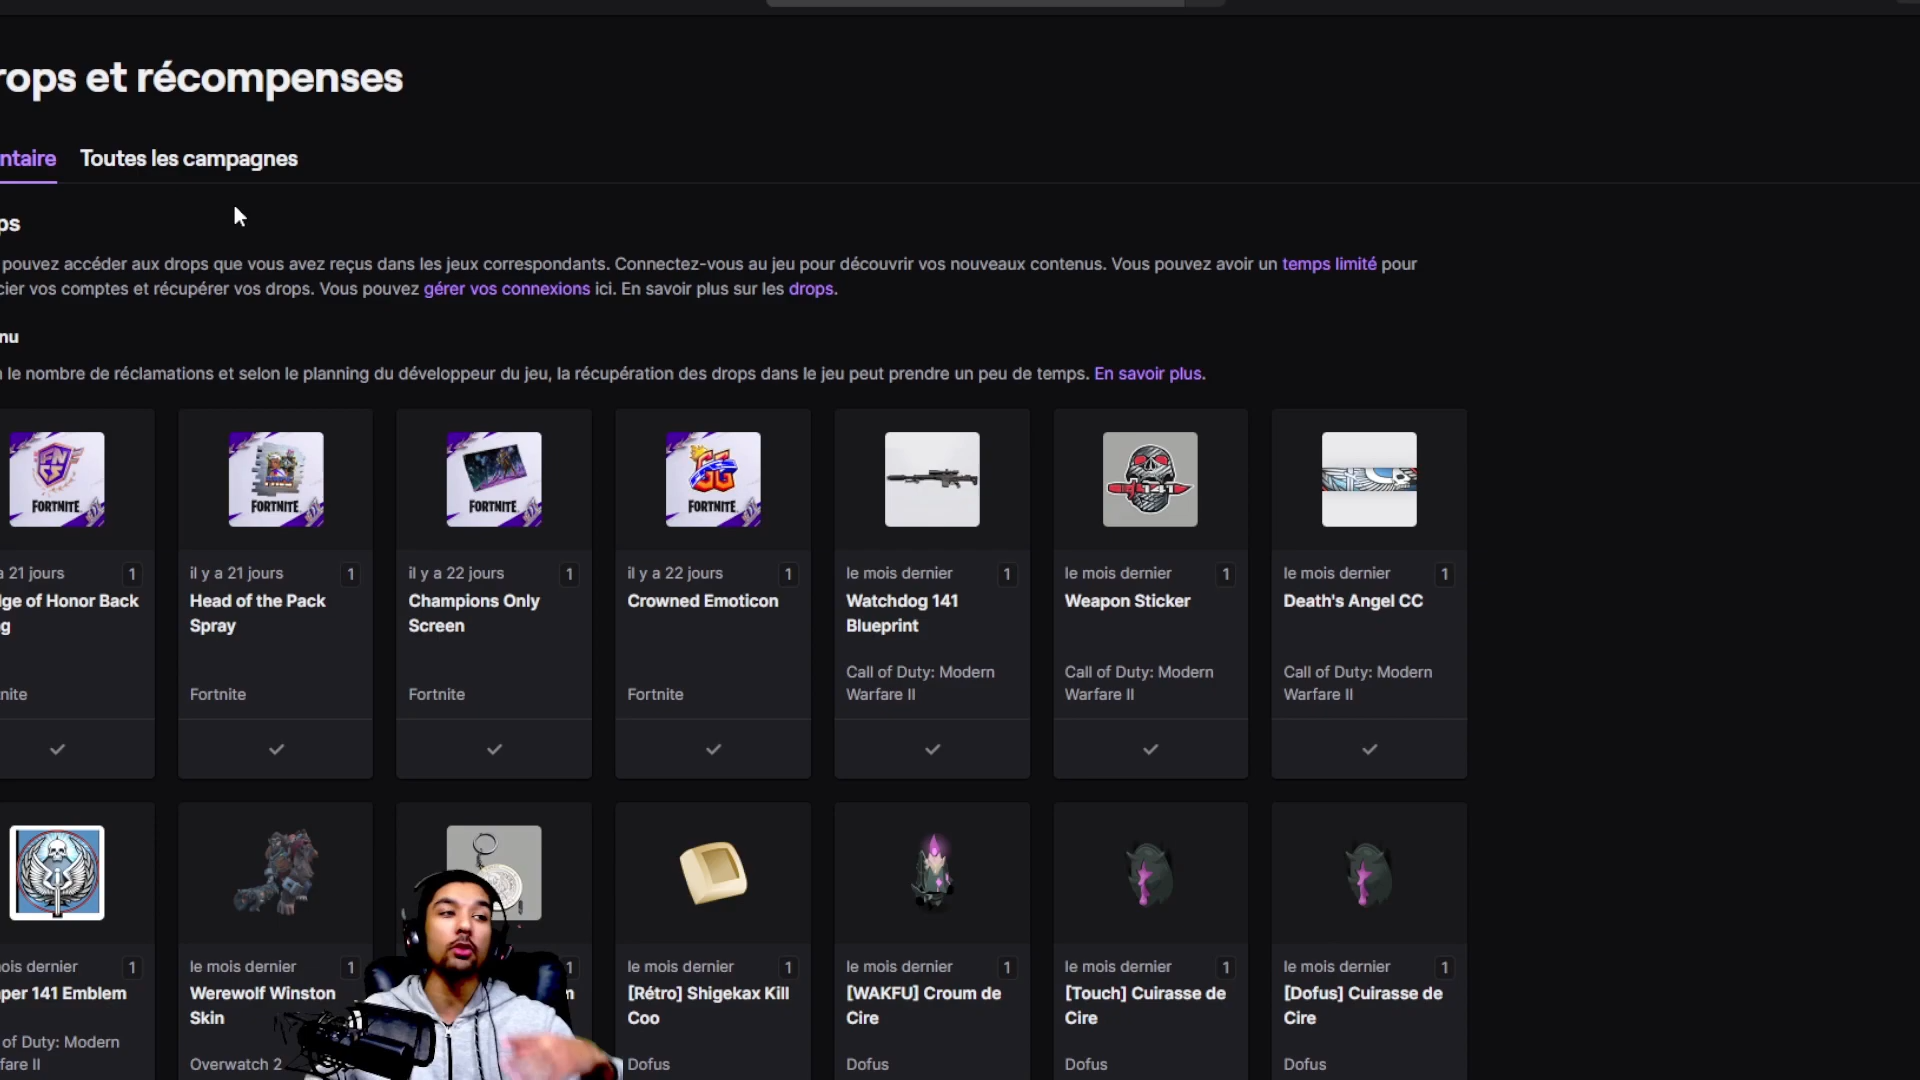 rops et récompenses
ntaire Toutes les campagnes
ps
pouvez accéder aux drops que vous avez reçus dans les jeux correspondants. Connectez-vous au jeu pour découvrir vos nouveaux contenus. Vous pouvez avoir un temps limité pour
cier vos comptes et récupérer vos drops. Vous pouvez gérer vos connexions ici. En savoir plus sur les drops.
nu
le nombre de réclamations et selon le planning du développeur du jeu, la récupération des drops dans le jeu peut prendre un peu de temps. En savoir plus.
FNCS
FORTNITE
FORTNITE
FORTNITE
GG
FORTNITE
141
a 21 jours 1
ge of Honor Back
g
nite
il y a 21 jours 1
Head of the Pack
Spray
Fortnite
il y a 22 jours 1
Champions Only
Screen
Fortnite
il y a 22 jours 1
Crowned Emoticon
Fortnite
le mois dernier 1
Watchdog 141
Blueprint
Call of Duty: Modern
Warfare II
le mois dernier 1
Weapon Sticker
Call of Duty: Modern
Warfare II
le mois dernier 1
Death's Angel CC
Call of Duty: Modern
Warfare II
ois dernier 1
per 141 Emblem
of Duty: Modern
fare II
le mois dernier 1
Werewolf Winston
Skin
Overwatch 2
1
le mois dernier 1
[Rétro] Shigekax Kill
Coo
Dofus
le mois dernier 1
[WAKFU] Croum de
Cire
Dofus
le mois dernier 1
[Touch] Cuirasse de
Cire
Dofus
le mois dernier 1
[Dofus] Cuirasse de
Cire
Dofus